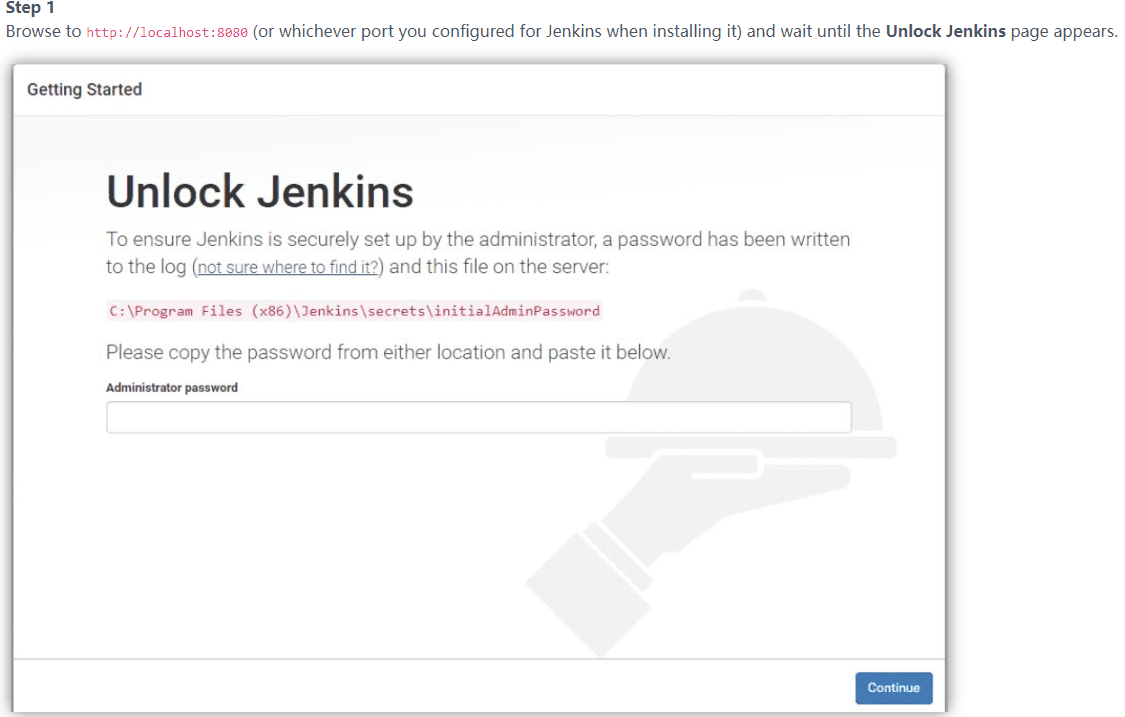 Step 1
Browse to http://localhost:8080 (or whichever port you configured for Jenkins when installing it) and wait until the Unlock Jenkins page appears.
Getting Started
Unlock Jenkins
To ensure Jenkins is securely set up by the administrator, a password has been written
to the log (not sure where to find it?) and this file on the server:
C:\Program Files (x86)\Jenkins\secrets\initialAdminPassword
Please copy the password from either location and paste it below.
Administrator password
Continue